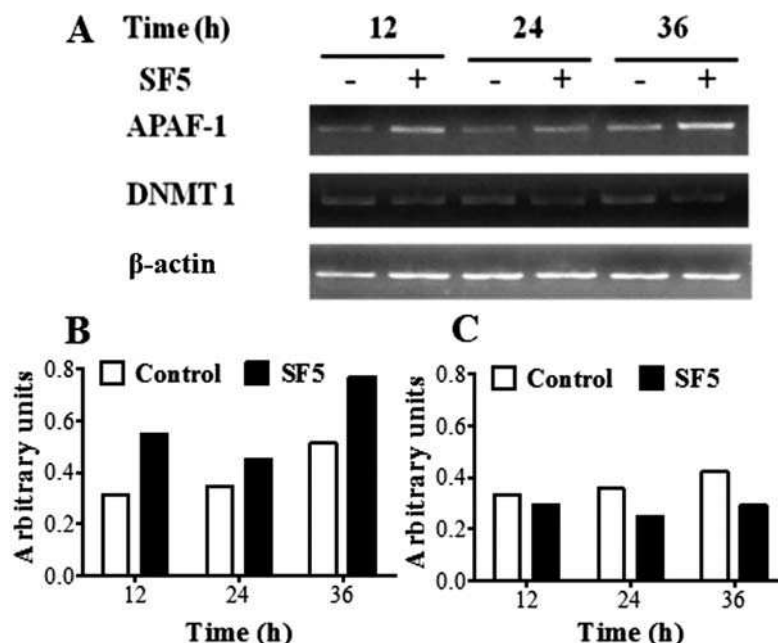 A Time (h) 12 24 36
SF5 - + - + - +
APAF-1
DNMT 1
β-actin
B
0.8
0.6
0.4
0.2
0.0
Arbitrary units
Control SF5
12 24 36
Time (h)
C
0.8
0.6
0.4
0.2
0.0
Arbitrary units
Control SF5
12 24 36
Time (h)